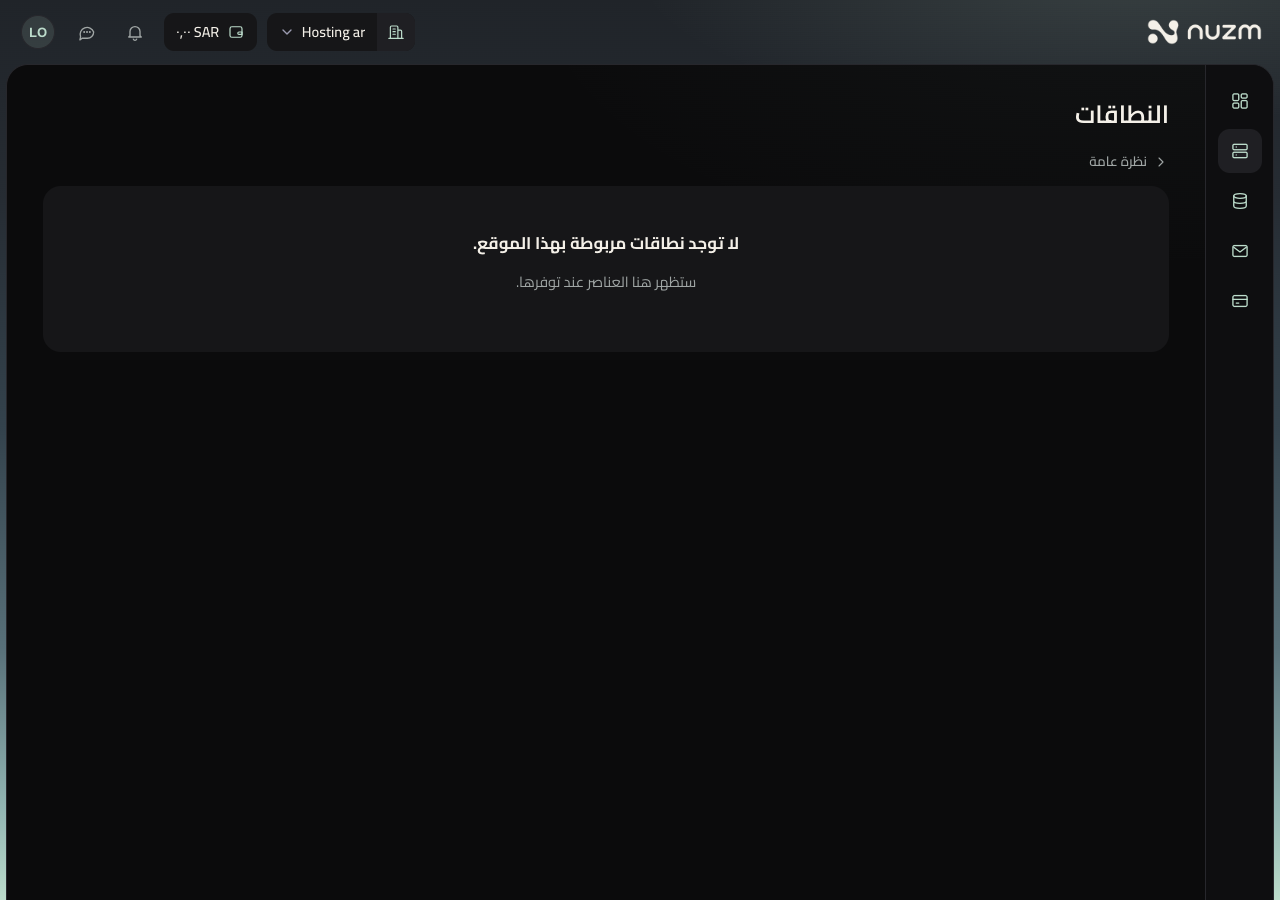 nuzm
Hosting ar
٠,٠٠ SAR
LO
النطاقات
نظرة عامة
لا توجد نطاقات مربوطة بهذا الموقع.
ستظهر هنا العناصر عند توفرها.